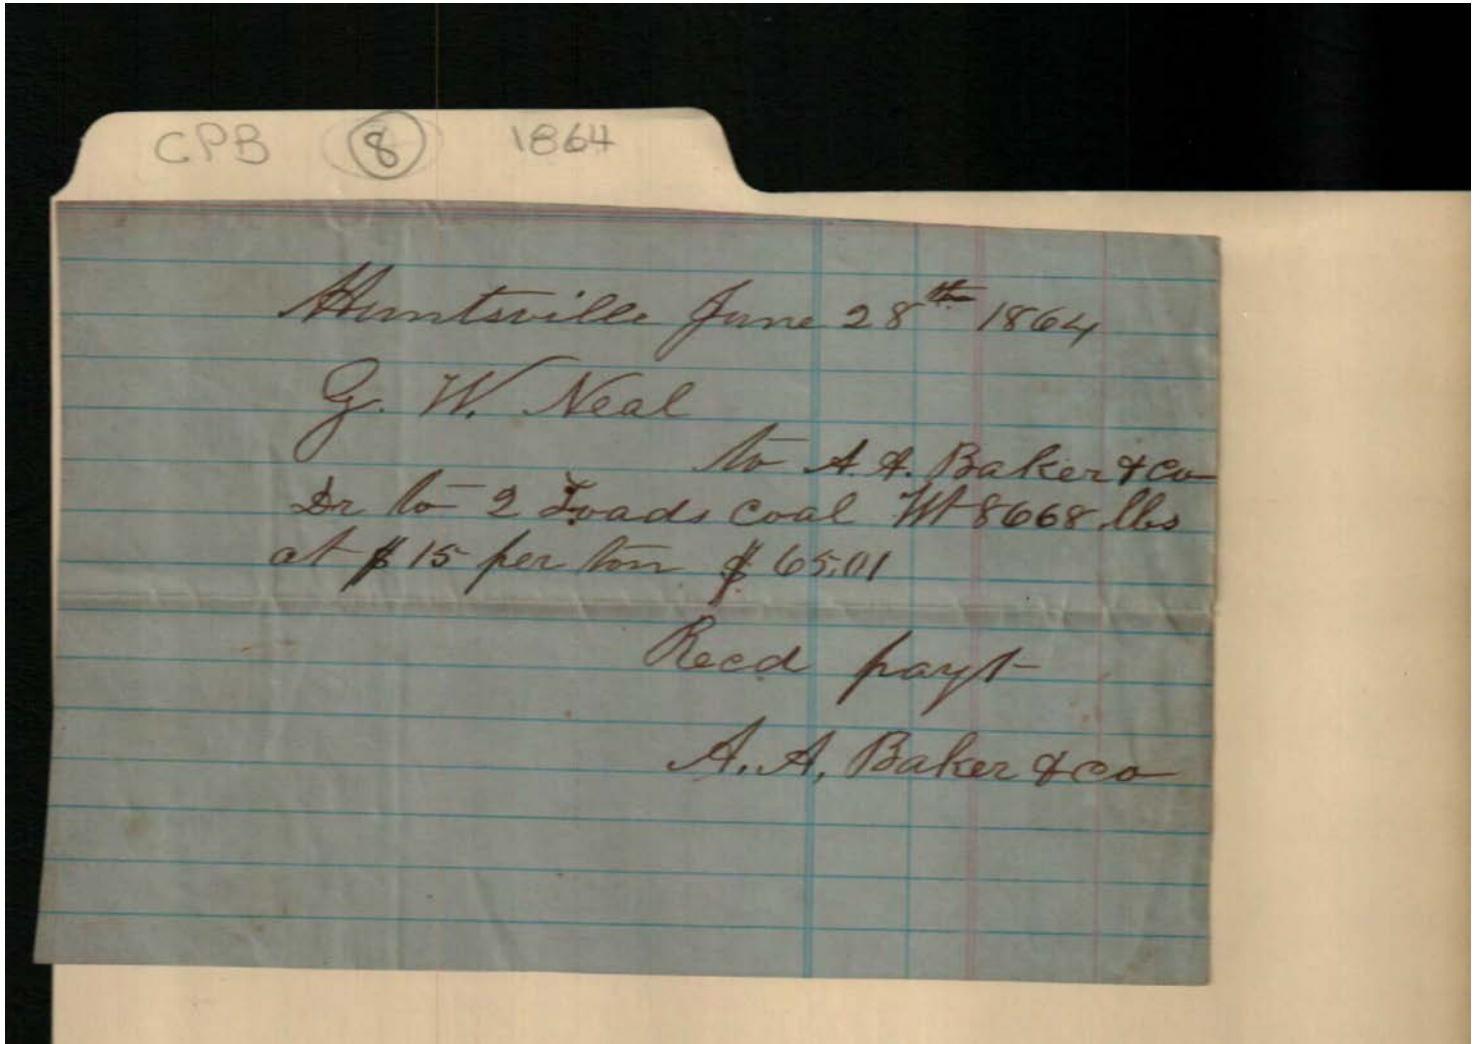 CPB 8 1864
Huntsville June 28th 1864
G. W. Neal
to A. A. Baker & co
Dr to 2 Loads coal Wt 8668 lbs
at $15 per ton $65.01
Recd payt
A. A. Baker & co